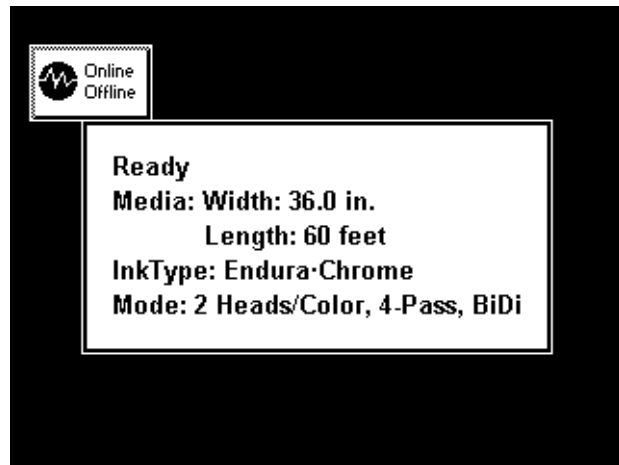 Online
Offline
Ready
Media: Width: 36.0 in.
Length: 60 feet
InkType: Endura·Chrome
Mode: 2 Heads/Color, 4-Pass, BiDi